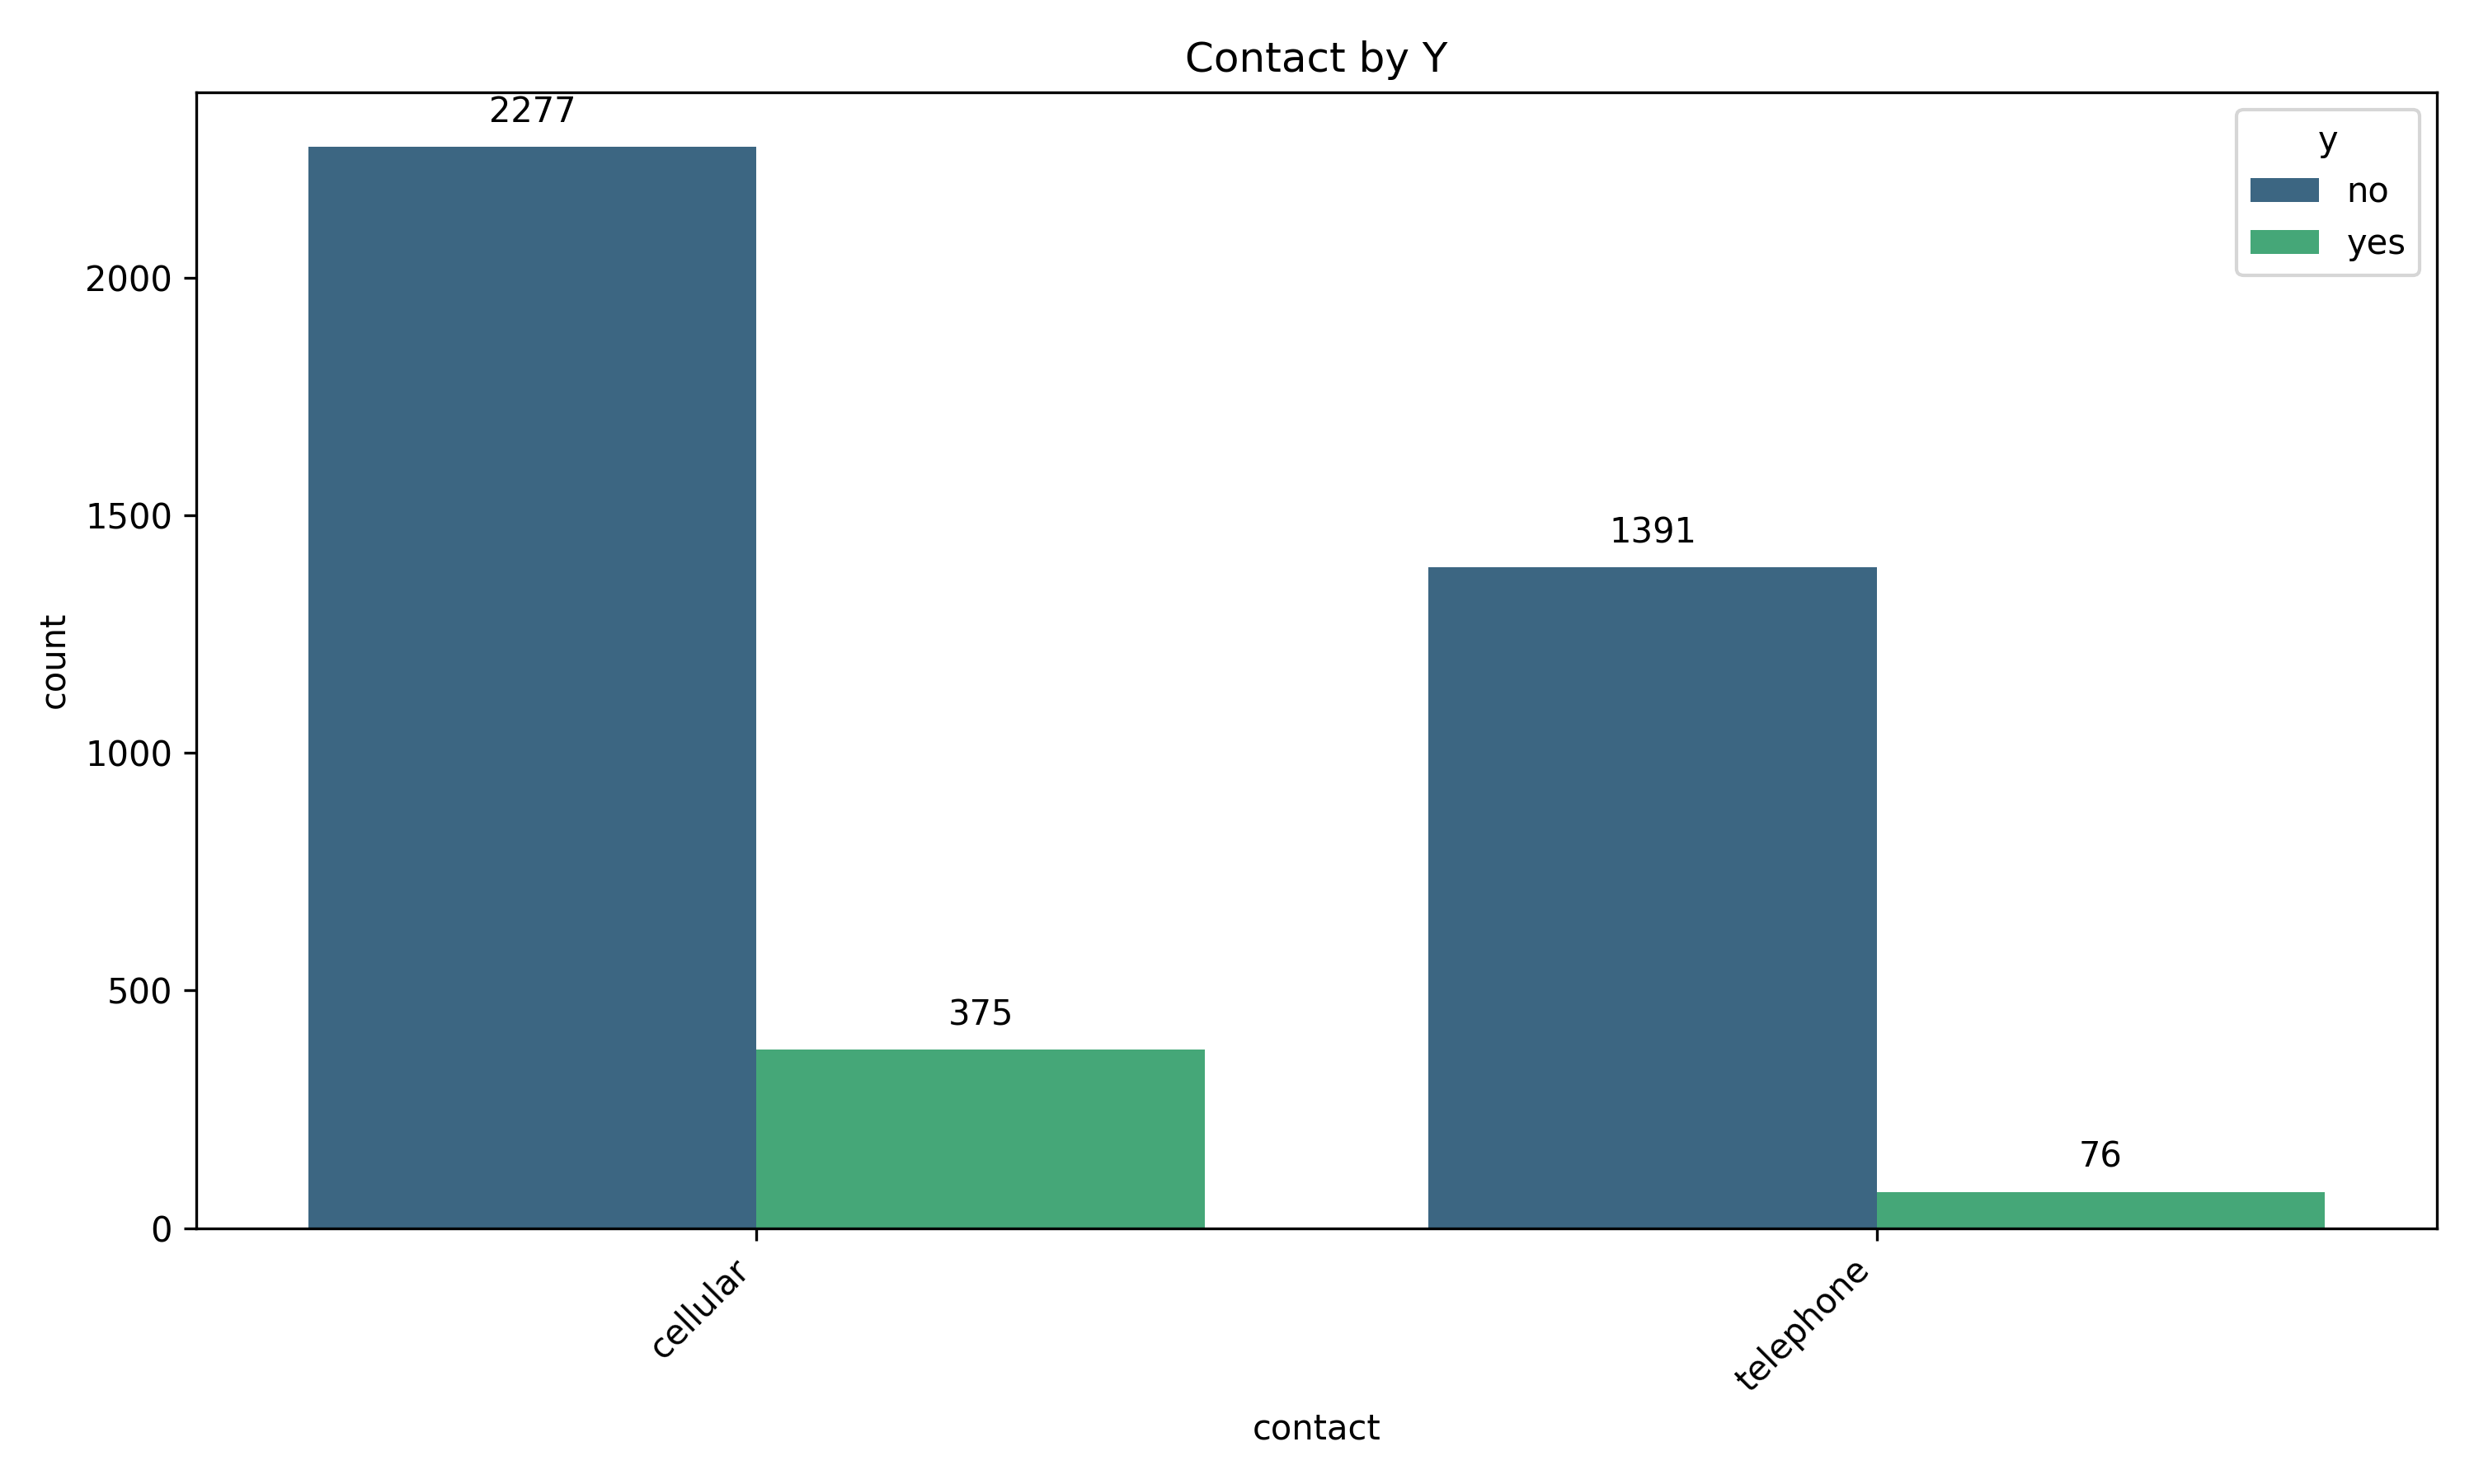 Contact by Y
2277
y
no
yes
2000
1500
1391
count
1000
500
375
76
0
cellular
telephone
contact